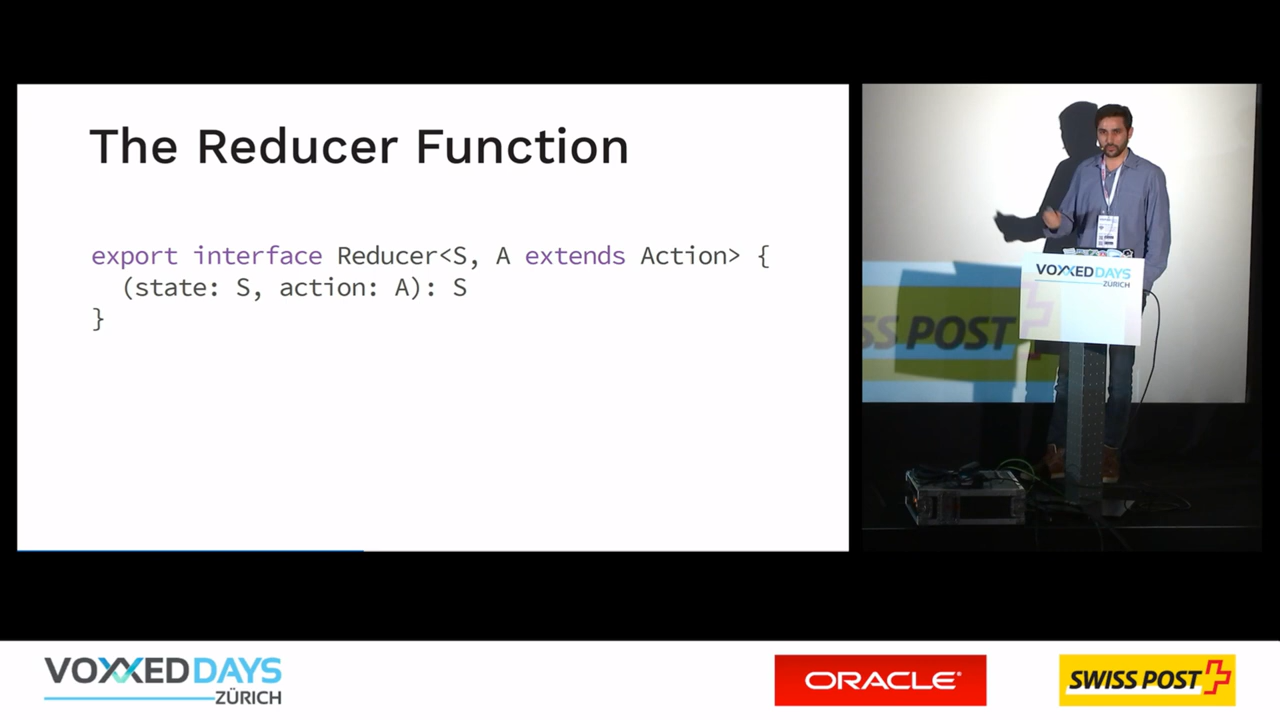 The Reducer Function
export interface Reducer<S, A extends Action> {
(state: S, action: A): S
}
VOXXED DAYS
ZÜRICH
SS POST
VOXXED DAYS
ZÜRICH
ORACLE®
SWISS POST